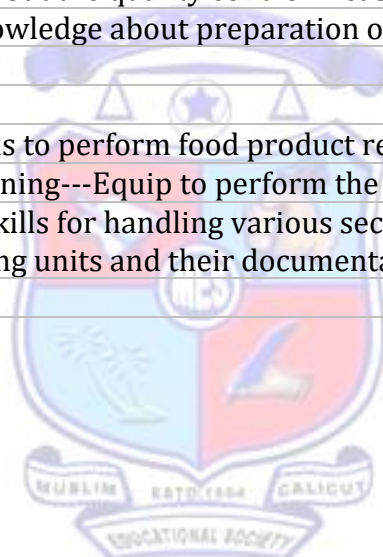 owledge about preparation o
s to perform food product re
ning---Equip to perform the
kills for handling various sec
ng units and their documenta
MES
MUSLIM ESTD.1964 CALICUT
EDUCATIONAL SOCIETY